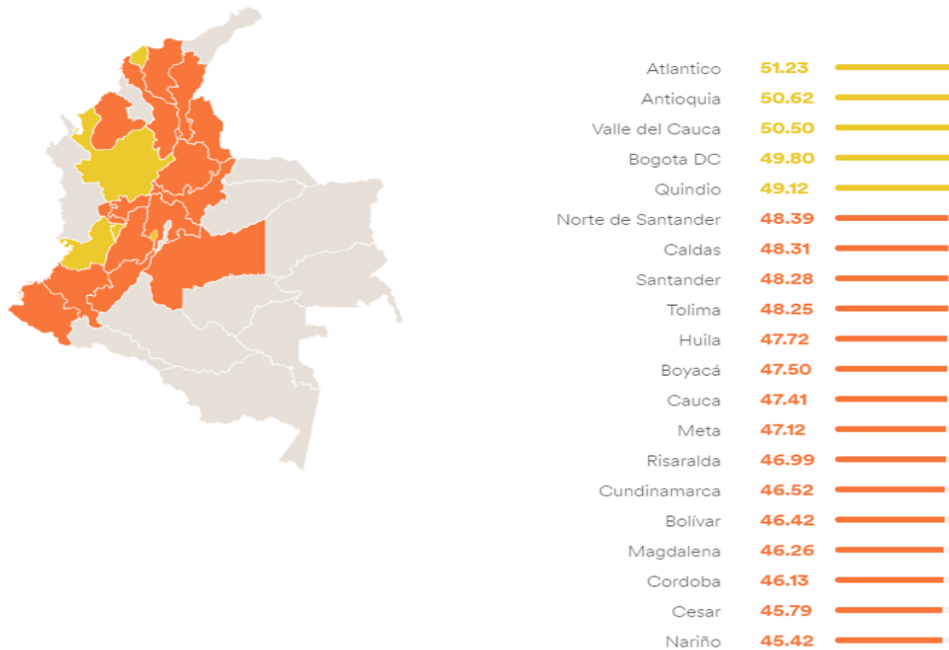 Atlantico 51.23
Antioquia 50.62
Valle del Cauca 50.50
Bogota DC 49.80
Quindio 49.12
Norte de Santander 48.39
Caldas 48.31
Santander 48.28
Tolima 48.25
Huila 47.72
Boyacá 47.50
Cauca 47.41
Meta 47.12
Risaralda 46.99
Cundinamarca 46.52
Bolívar 46.42
Magdalena 46.26
Cordoba 46.13
Cesar 45.79
Nariño 45.42